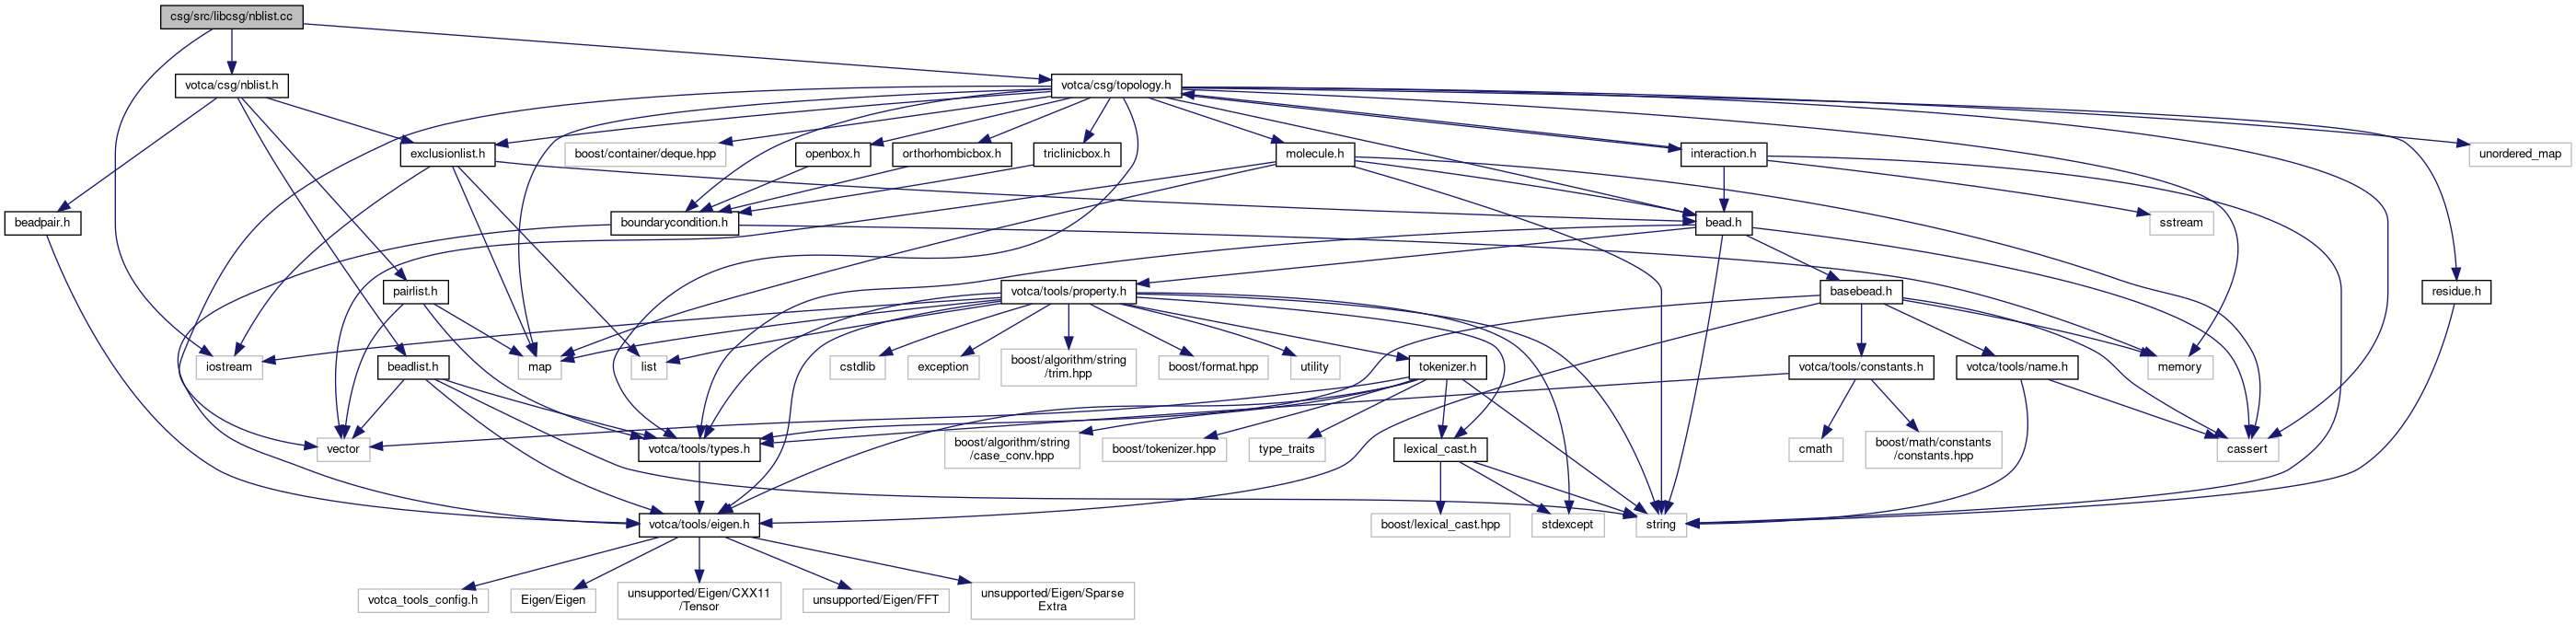 csg/src/libcsg/nblist.cc
votca/csg/nblist.h
votca/csg/topology.h
exclusionlist.h
boost/container/deque.hpp
openbox.h
orthorhombicbox.h
triclinicbox.h
molecule.h
interaction.h
unordered_map
beadpair.h
boundarycondition.h
bead.h
sstream
pairlist.h
votca/tools/property.h
basebead.h
residue.h
iostream
beadlist.h
map
list
cstdlib
exception
boost/algorithm/string
/trim.hpp
boost/format.hpp
utility
tokenizer.h
votca/tools/constants.h
votca/tools/name.h
memory
vector
votca/tools/types.h
boost/algorithm/string
/case_conv.hpp
boost/tokenizer.hpp
type_traits
lexical_cast.h
cmath
boost/math/constants
/constants.hpp
cassert
votca/tools/eigen.h
boost/lexical_cast.hpp
stdexcept
string
votca_tools_config.h
Eigen/Eigen
unsupported/Eigen/CXX11
/Tensor
unsupported/Eigen/FFT
unsupported/Eigen/Sparse
Extra